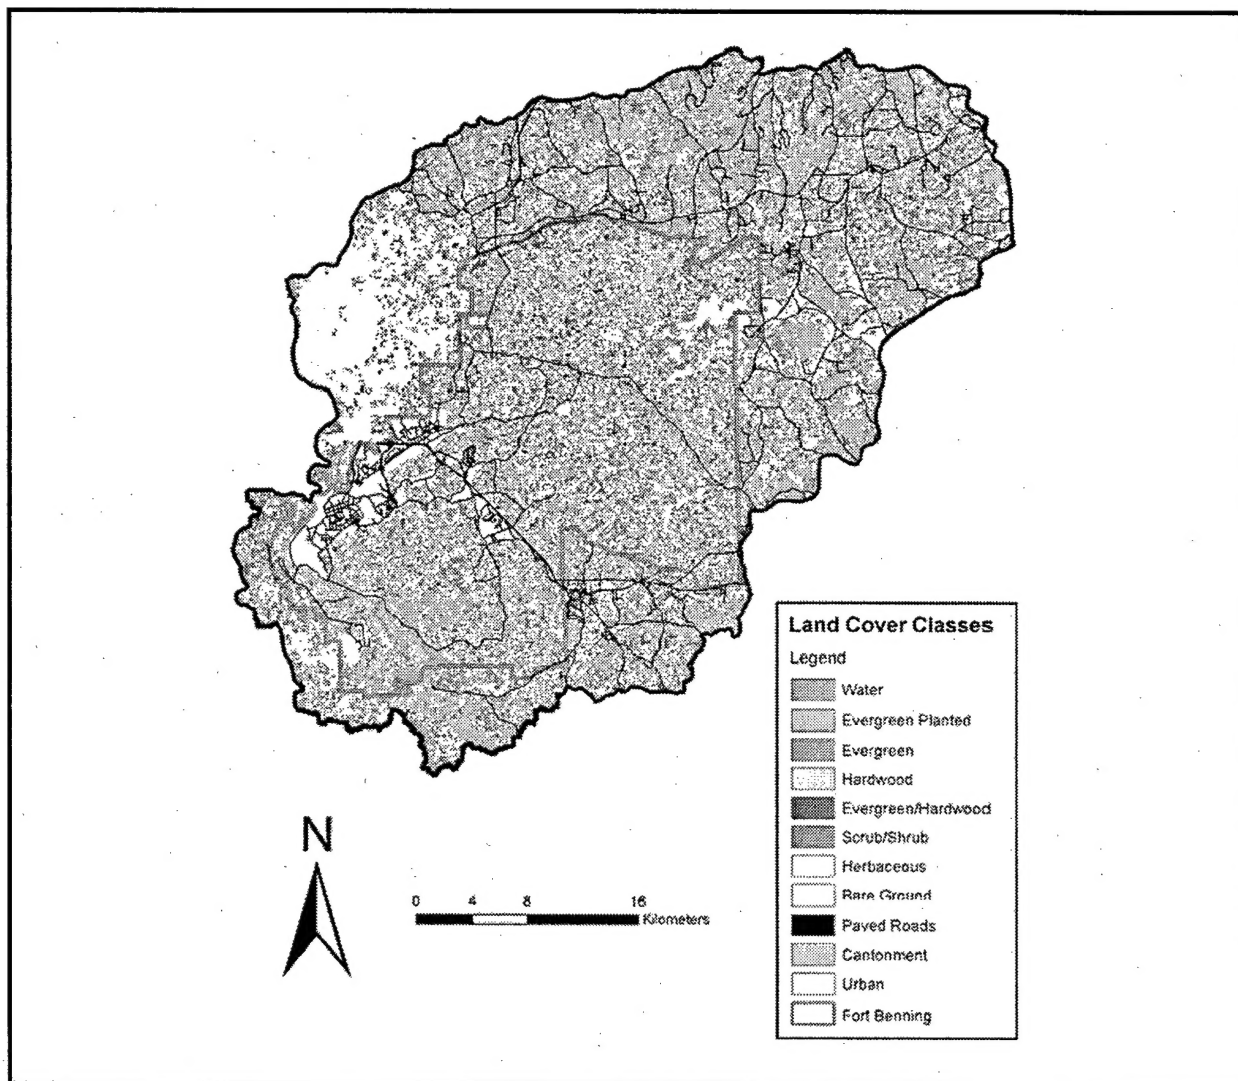 Land Cover Classes
Legend
Water
Evergreen Planted
Evergreen
Hardwood
Evergreen/Hardwood
Scrub/Shrub
Herbaceous
Bare Ground
Paved Roads
Cantonment
Urban
Fort Benning
N
0 4 8 16
Kilometers